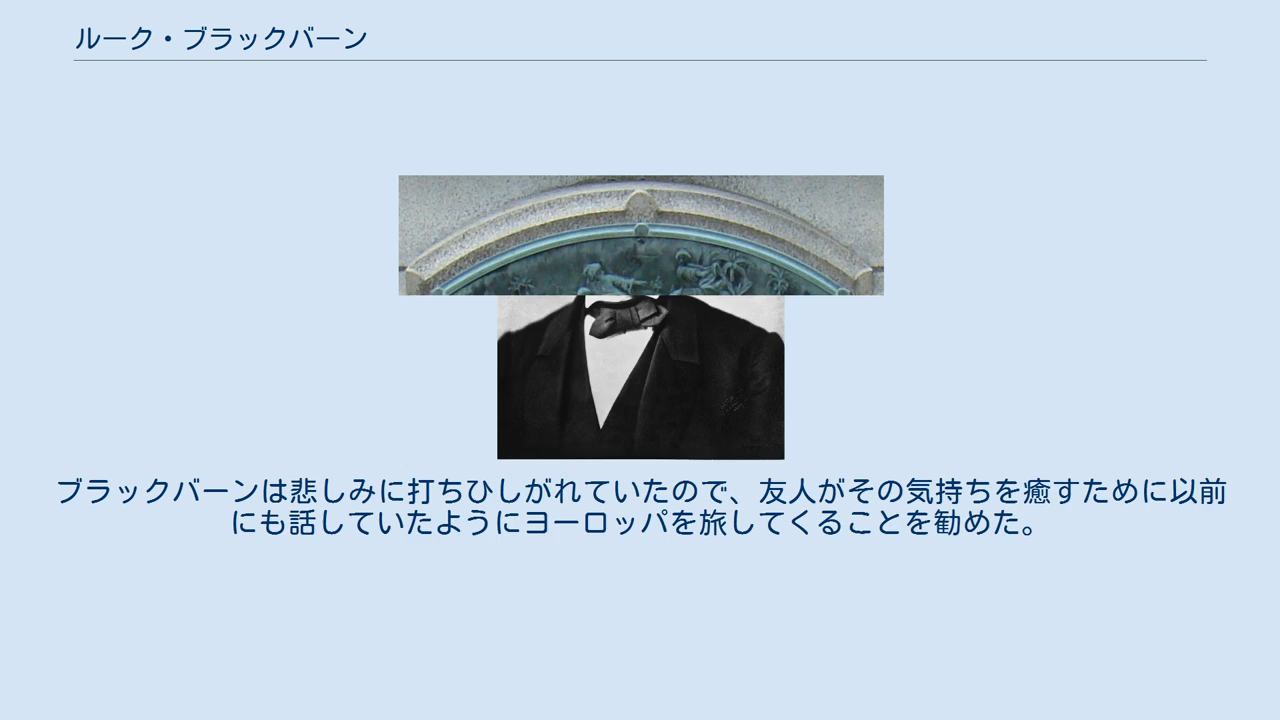 ルーク・ブラックバーン
ブラックバーンは悲しみに打ちひしがれていたので、友人がその気持ちを癒すために以前
にも話していたようにヨーロッパを旅してくることを勧めた。